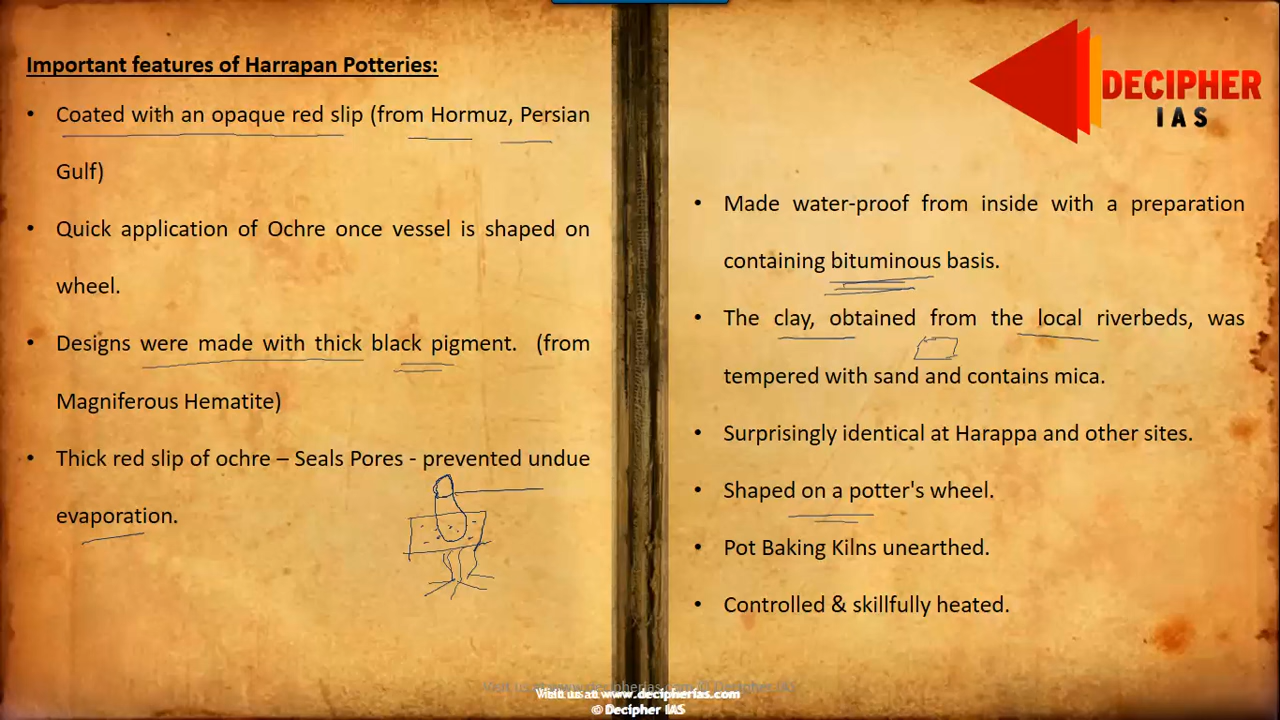 Important features of Harrapan Potteries:
• Coated with an opaque red slip (from Hormuz, Persian
Gulf)
• Quick application of Ochre once vessel is shaped on
wheel.
• Designs were made with thick black pigment. (from
Magniferous Hematite)
• Thick red slip of ochre – Seals Pores - prevented undue
evaporation.
DECIPHER
IAS
• Made water-proof from inside with a preparation
containing bituminous basis.
• The clay, obtained from the local riverbeds, was
tempered with sand and contains mica.
• Surprisingly identical at Harappa and other sites.
• Shaped on a potter's wheel.
• Pot Baking Kilns unearthed.
• Controlled & skillfully heated.
Visit us at www.decipherias.com
© Decipher IAS